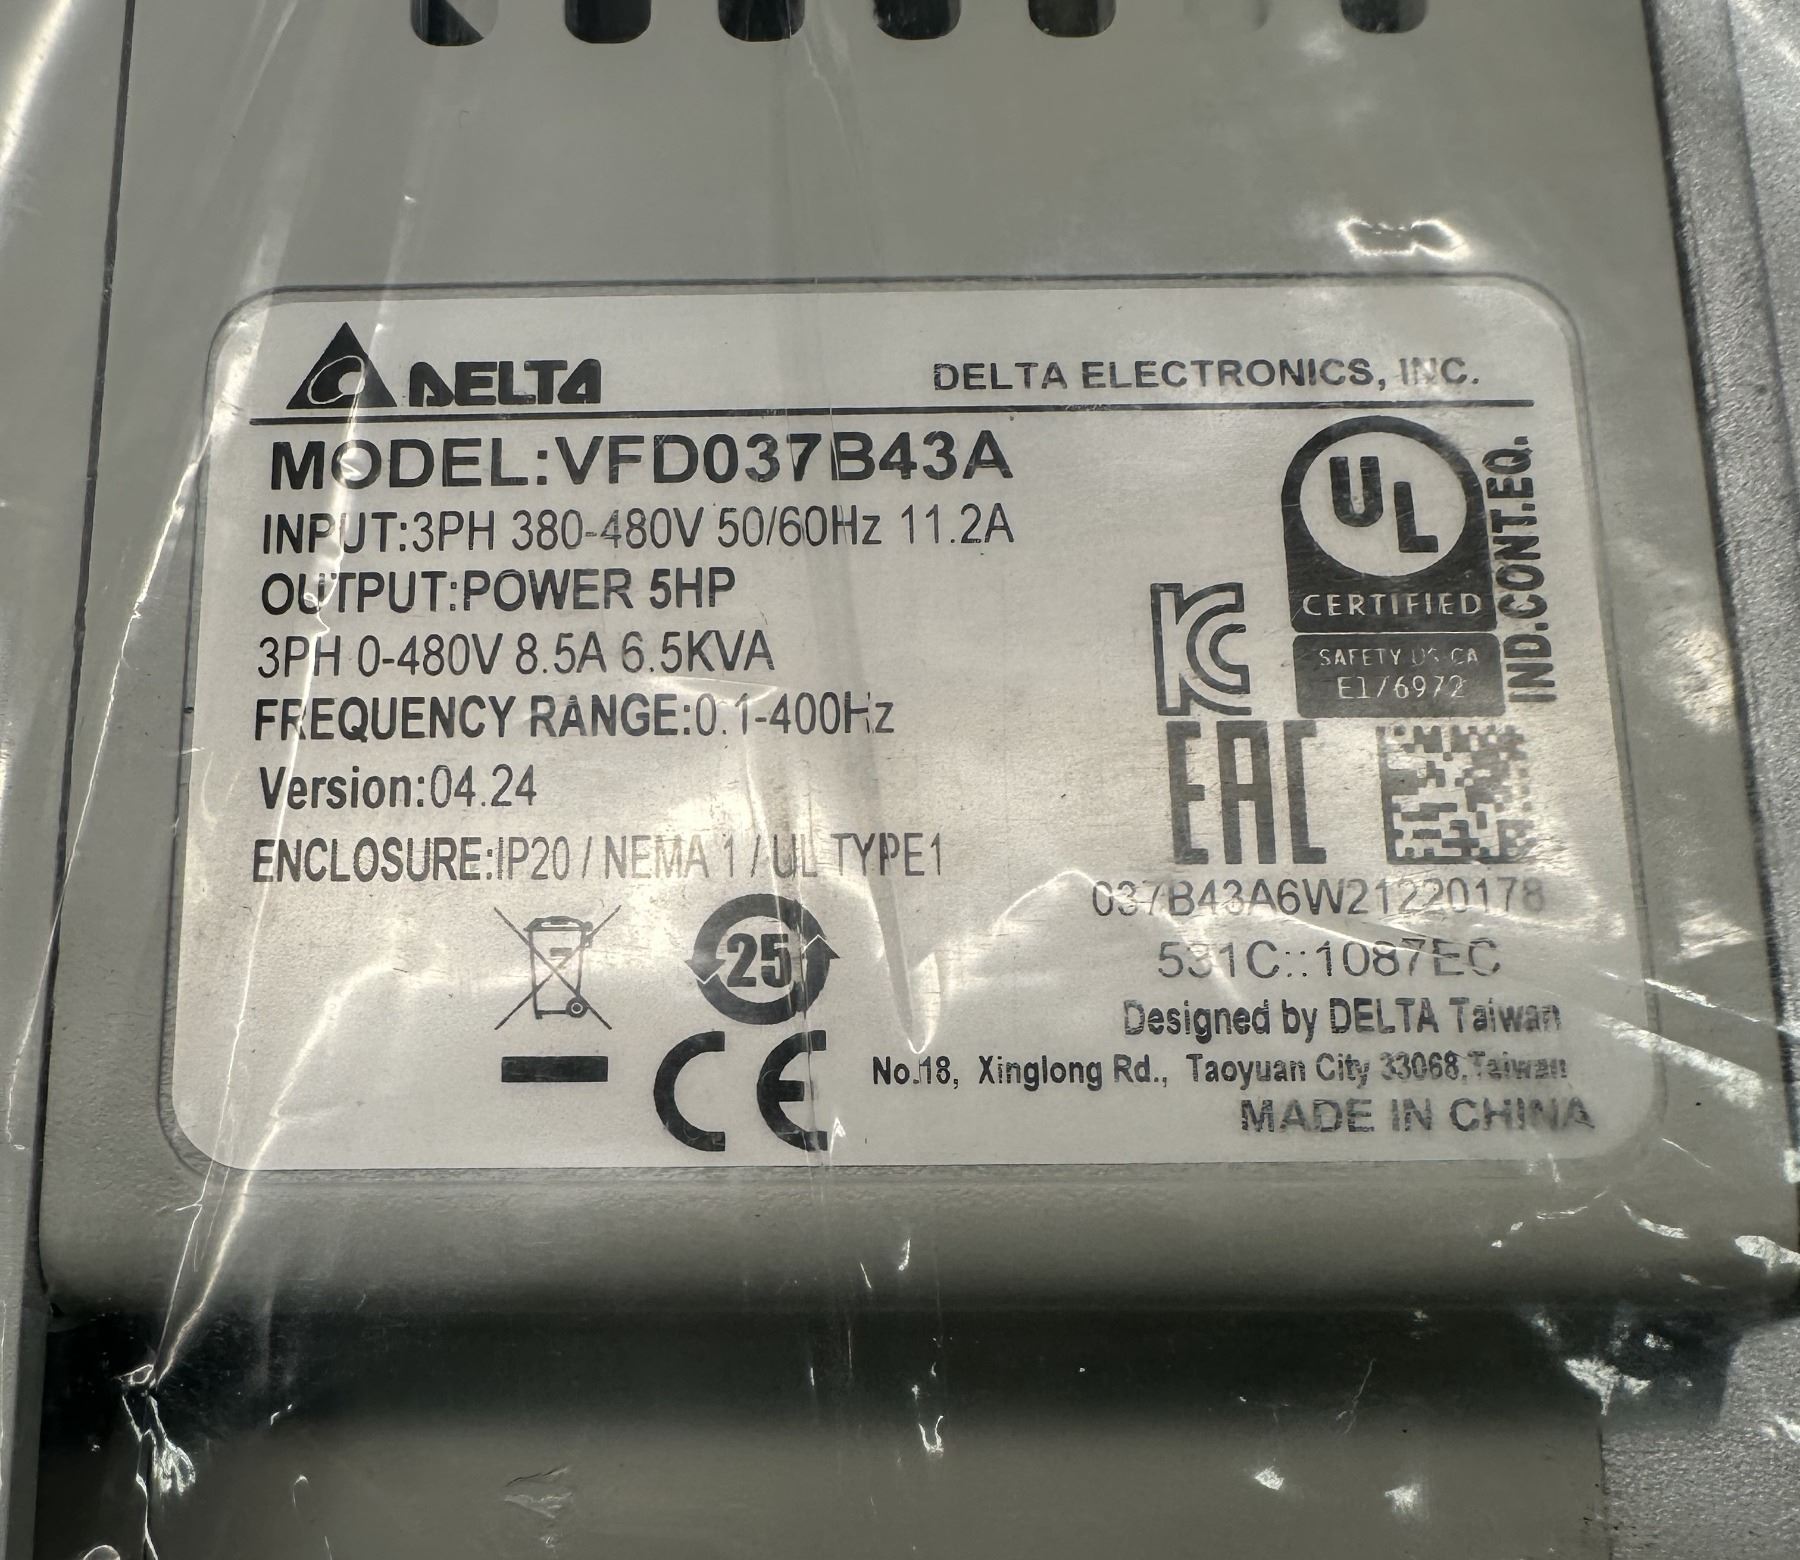 DELTA
DELTA ELECTRONICS, INC.
MODEL:VFD037B43A
INPUT:3PH 380-480V 50/60Hz 11.2A
OUTPUT:POWER 5HP
3PH 0-480V 8.5A 6.5KVA
FREQUENCY RANGE:0.1-400Hz
Version:04.24
ENCLOSURE:IP20 / NEMA 1 / UL TYPE1
UL
CERTIFIED
SAFETY US CA
E176972
IND.CONT.EQ.
KC
EAC
037B43A6W21220178
531C::1087EC
25
CE
Designed by DELTA Taiwan
No.18, Xinglong Rd., Taoyuan City 33068,Taiwan
MADE IN CHINA